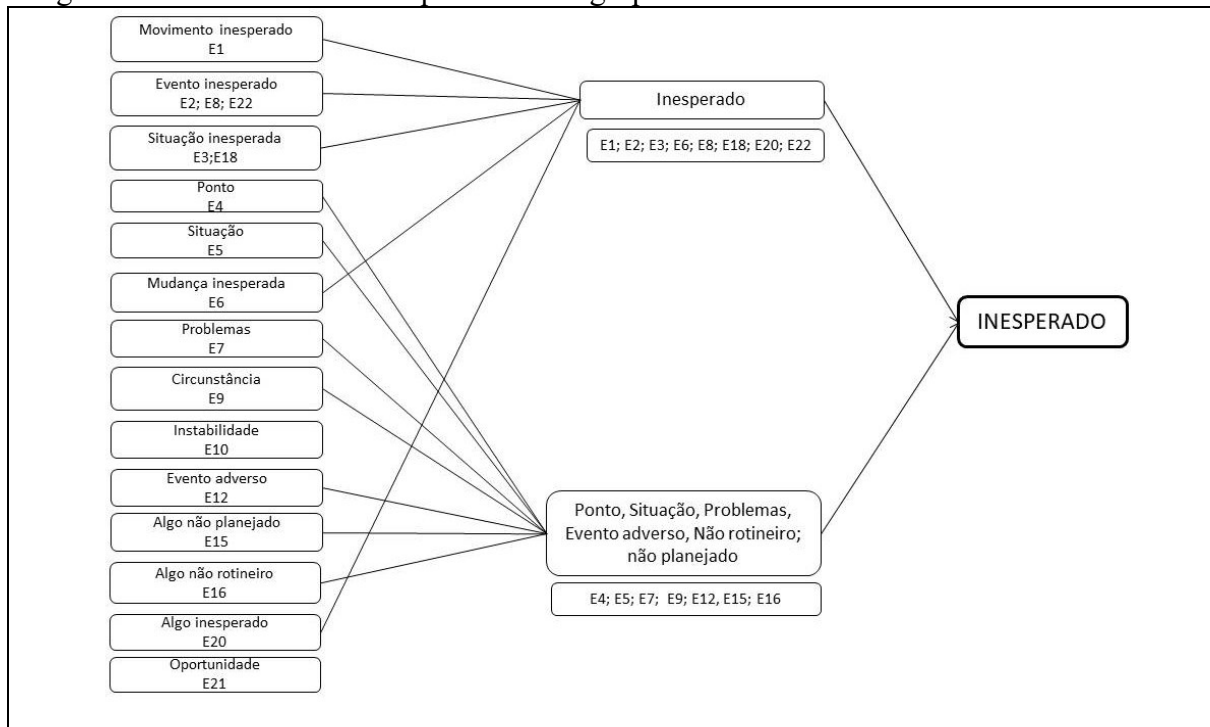 Movimento inesperado
E1
Evento inesperado
E2; E8; E22
Situação inesperada
E3;E18
Ponto
E4
Situação
E5
Mudança inesperada
E6
Problemas
E7
Circunstância
E9
Instabilidade
E10
Evento adverso
E12
Algo não planejado
E15
Algo não rotineiro
E16
Algo inesperado
E20
Oportunidade
E21
Inesperado
E1; E2; E3; E6; E8; E18; E20; E22
Ponto, Situação, Problemas,
Evento adverso, Não rotineiro;
não planejado
E4; E5; E7; E9; E12, E15; E16
INESPERADO